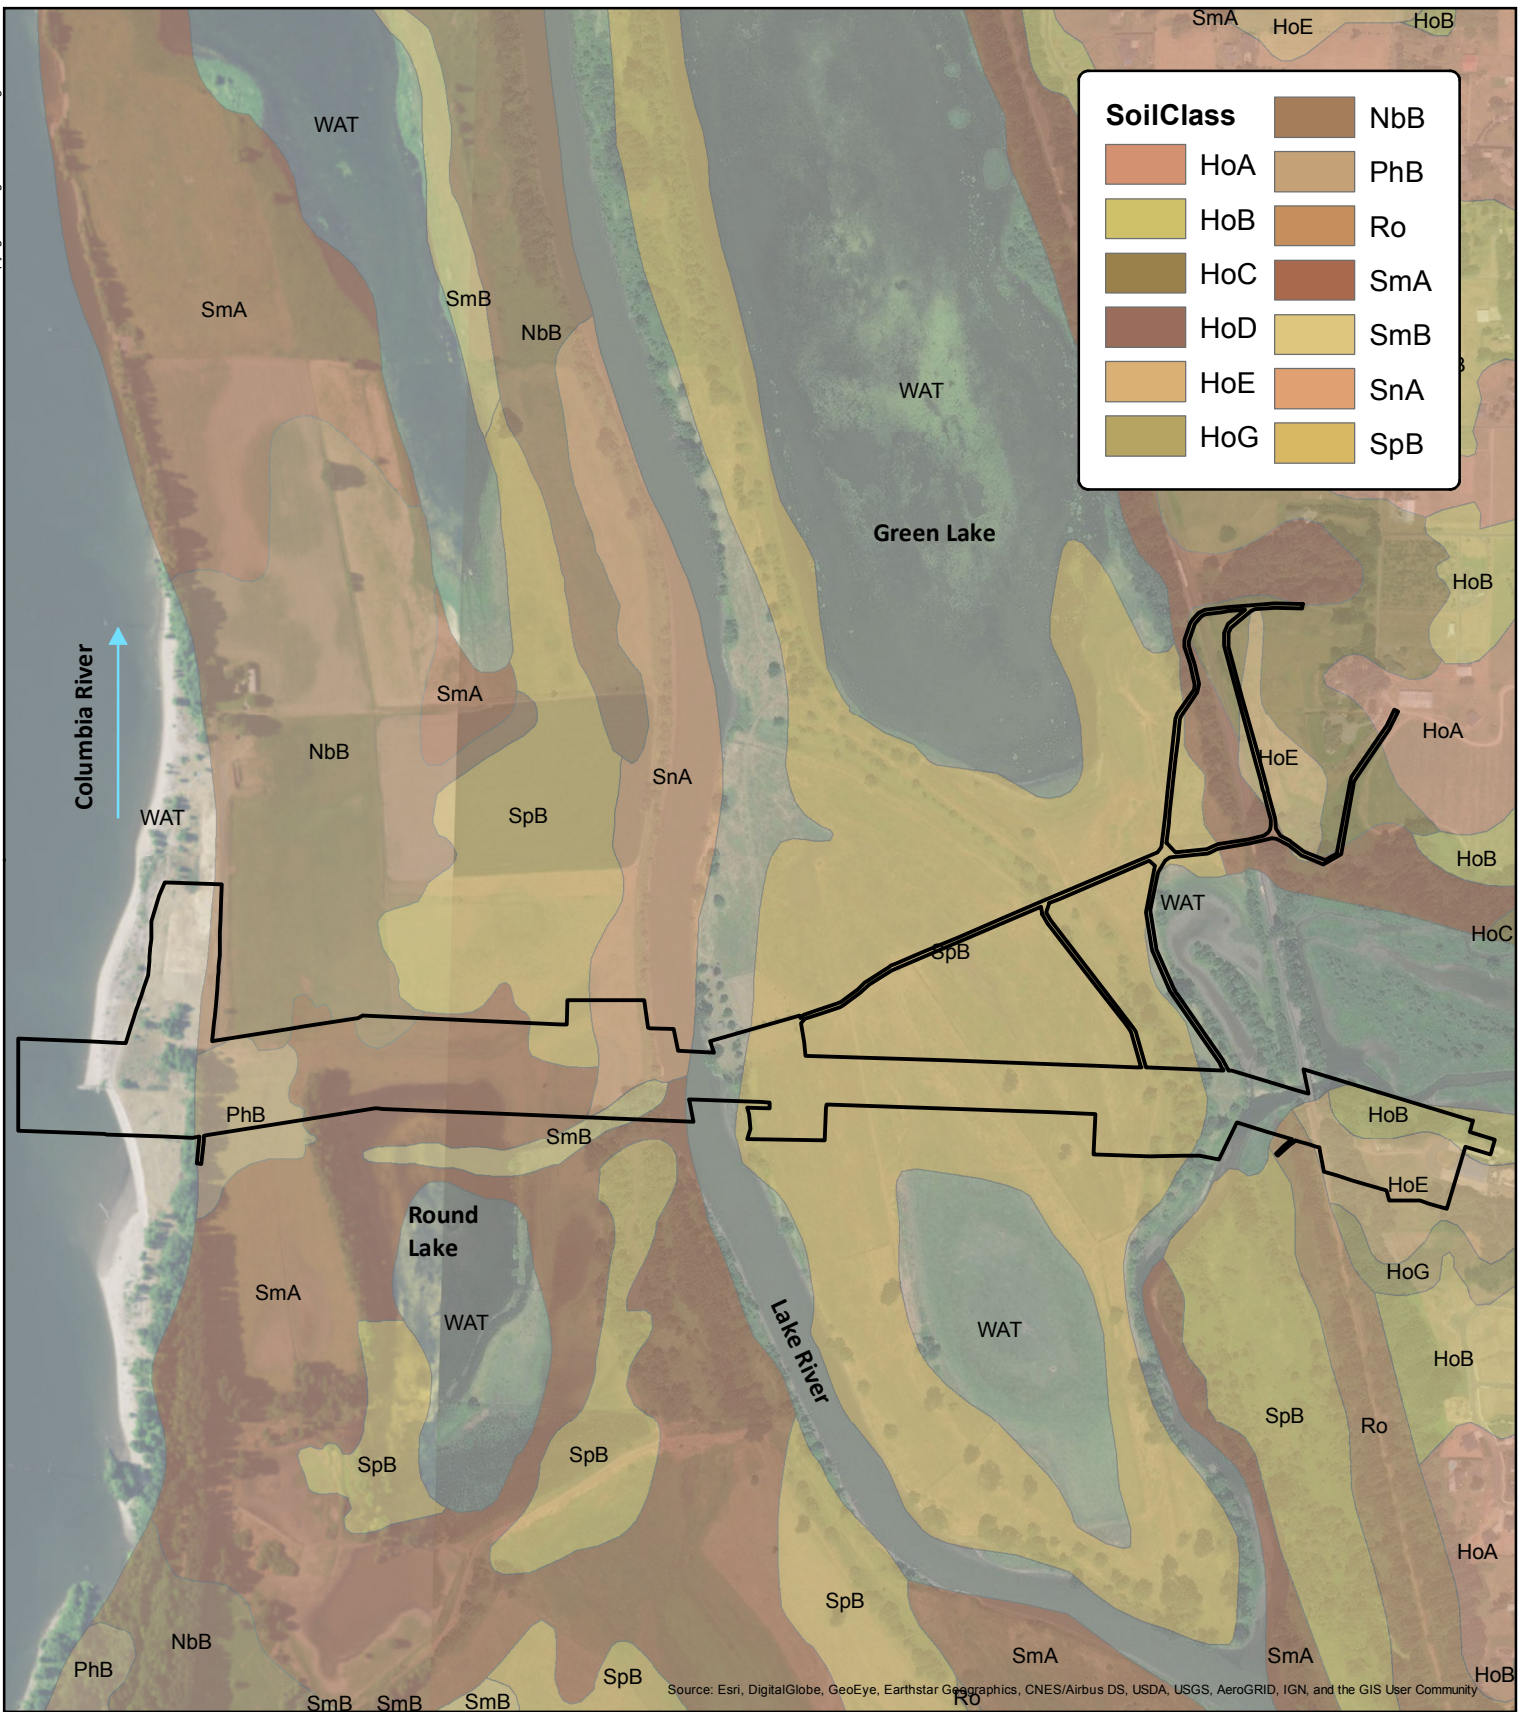 SmA
HoE
HoB
SoilClass
HoA
HoB
HoC
HoD
HoE
HoG
NbB
PhB
Ro
SmA
SmB
SnA
SpB
WAT
SmA
SmB
NbB
WAT
Green Lake
HoB
Columbia River
SmA
NbB
SnA
HoE
HoA
WAT
SpB
HoB
WAT
HoC
SpB
PhB
SmB
HoB
HoE
Round
Lake
SmA
WAT
Lake River
WAT
HoG
HoB
SpB
Ro
SpB
SpB
HoA
SpB
NbB
PhB
SmA
SmA
SpB
HoB
SmB
SmB
SmB
Ro
Source: Esri, DigitalGlobe, GeoEye, Earthstar Geographics, CNES/Airbus DS, USDA, USGS, AeroGRID, IGN, and the GIS User Community